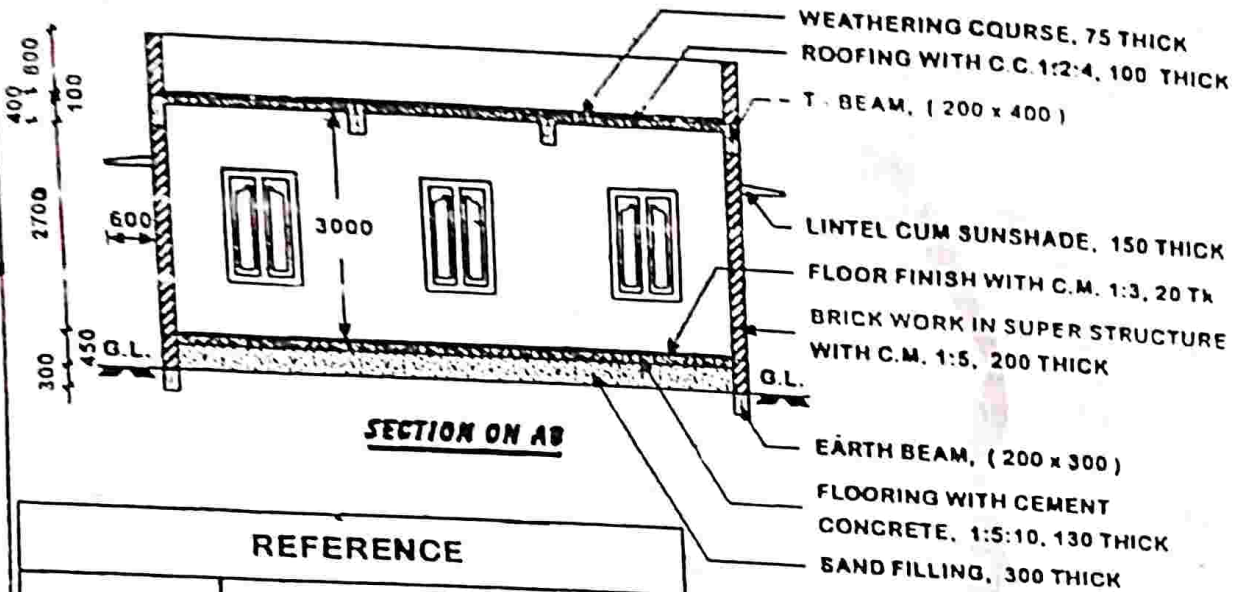 WEATHERING COURSE, 75 THICK
ROOFING WITH C.C. 1:2:4, 100 THICK
T - BEAM, ( 200 x 400 )
400
600
100
2700
600
3000
LINTEL CUM SUNSHADE, 150 THICK
FLOOR FINISH WITH C.M. 1:3, 20 Tk
BRICK WORK IN SUPER STRUCTURE
WITH C.M. 1:5, 200 THICK
G.L.
300
450
G.L.
SECTION ON AB
EARTH BEAM, ( 200 x 300 )
FLOORING WITH CEMENT
CONCRETE, 1:5:10, 130 THICK
SAND FILLING, 300 THICK
REFERENCE